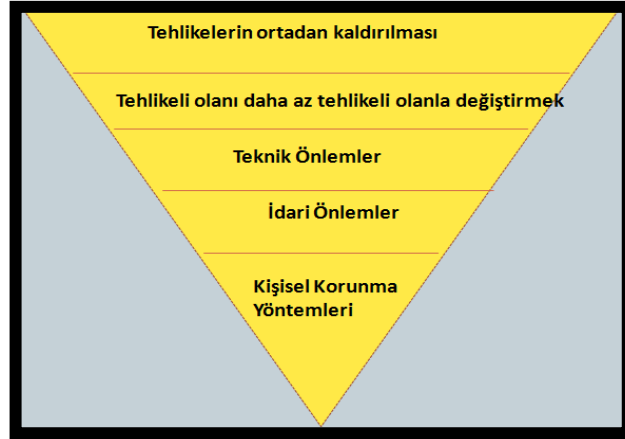 Tehlikelerin ortadan kaldırılması
Tehlikeli olanı daha az tehlikeli olanla değiştirmek
Teknik Önlemler
İdari Önlemler
Kişisel Korunma
Yöntemleri